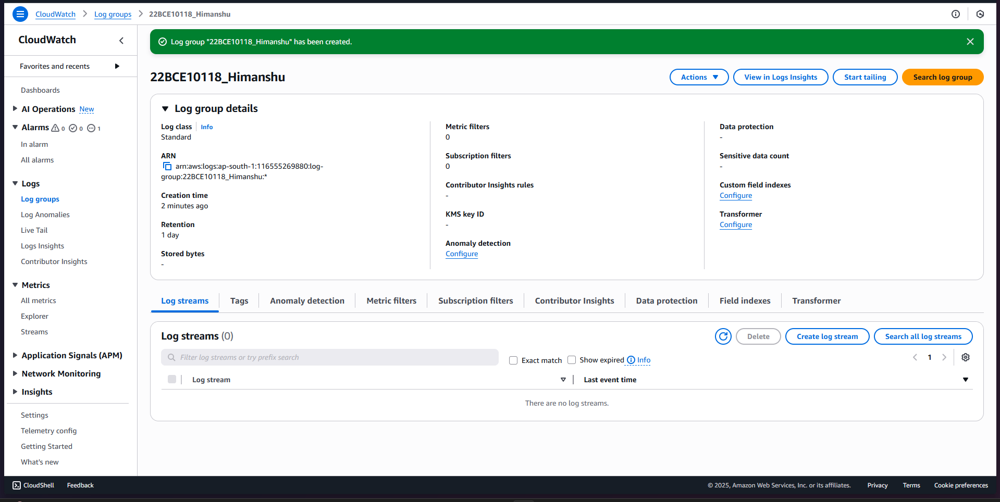 CloudWatch > Log groups > 22BCE10118_Himanshu
CloudWatch
Favorites and recents
Dashboards
AI Operations New
Alarms 0 0 1
In alarm
All alarms
Logs
Log groups
Log Anomalies
Live Tail
Logs Insights
Contributor Insights
Metrics
All metrics
Explorer
Streams
Application Signals (APM)
Network Monitoring
Insights
Settings
Telemetry config
Getting Started
What's new
Log group "22BCE10118_Himanshu" has been created.
22BCE10118_Himanshu
Actions View in Logs Insights Start tailing Search log group
Log group details
Log class Info
Standard
ARN
arn:aws:logs:ap-south-1:116555269880:log-
group:22BCE10118_Himanshu:*
Creation time
2 minutes ago
Retention
1 day
Stored bytes
-
Metric filters
0
Subscription filters
0
Contributor Insights rules
-
KMS key ID
-
Anomaly detection
Configure
Data protection
-
Sensitive data count
-
Custom field indexes
Configure
Transformer
Configure
Log streams Tags Anomaly detection Metric filters Subscription filters Contributor Insights Data protection Field indexes Transformer
Log streams (0)
Delete Create log stream Search all log streams
Filter log streams or try prefix search
Exact match Show expired Info
1
Log stream Last event time
There are no log streams.
CloudShell Feedback © 2025, Amazon Web Services, Inc. or its affiliates. Privacy Terms Cookie preferences